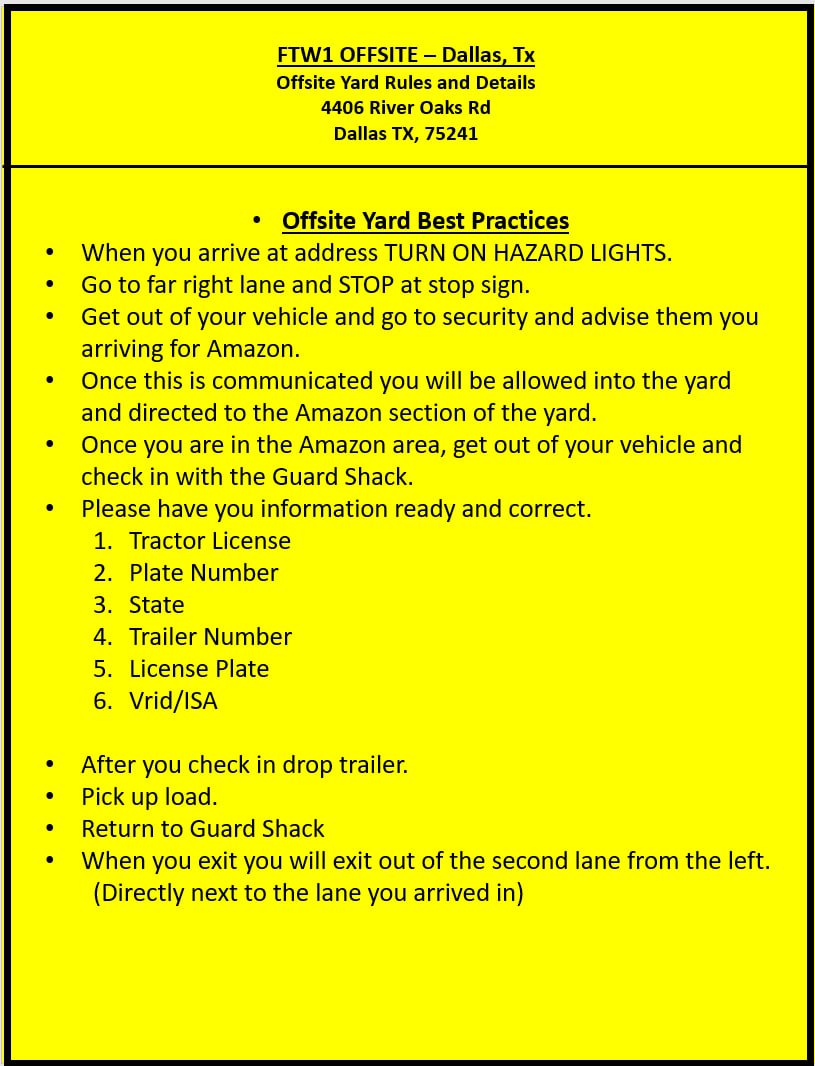 FTW1 OFFSITE – Dallas, Tx
Offsite Yard Rules and Details
4406 River Oaks Rd
Dallas TX, 75241
• Offsite Yard Best Practices
• When you arrive at address TURN ON HAZARD LIGHTS.
• Go to far right lane and STOP at stop sign.
• Get out of your vehicle and go to security and advise them you
arriving for Amazon.
• Once this is communicated you will be allowed into the yard
and directed to the Amazon section of the yard.
• Once you are in the Amazon area, get out of your vehicle and
check in with the Guard Shack.
• Please have you information ready and correct.
1. Tractor License
2. Plate Number
3. State
4. Trailer Number
5. License Plate
6. Vrid/ISA
• After you check in drop trailer.
• Pick up load.
• Return to Guard Shack
• When you exit you will exit out of the second lane from the left.
(Directly next to the lane you arrived in)